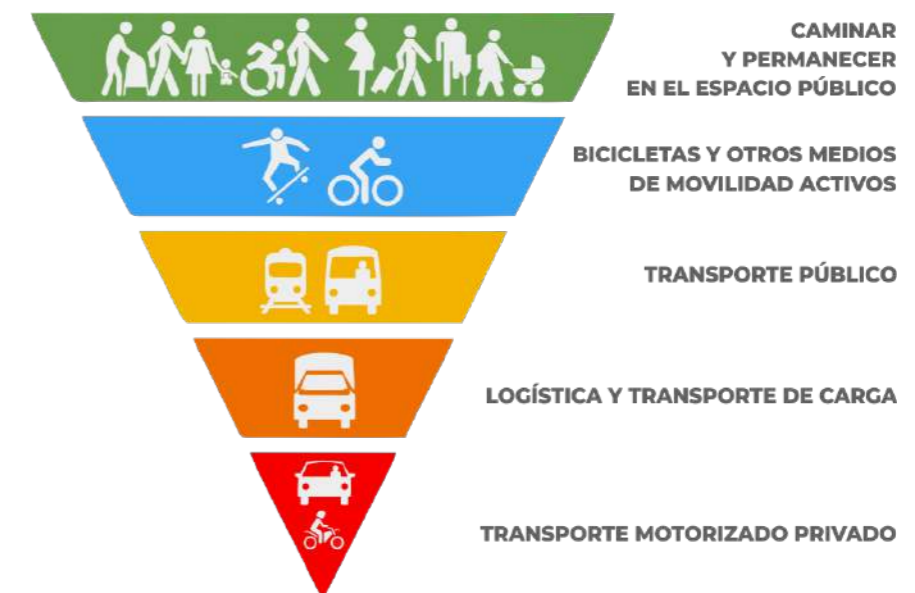 CAMINAR
Y PERMANECER
EN EL ESPACIO PÚBLICO
BICICLETAS Y OTROS MEDIOS
DE MOVILIDAD ACTIVOS
TRANSPORTE PÚBLICO
LOGÍSTICA Y TRANSPORTE DE CARGA
TRANSPORTE MOTORIZADO PRIVADO